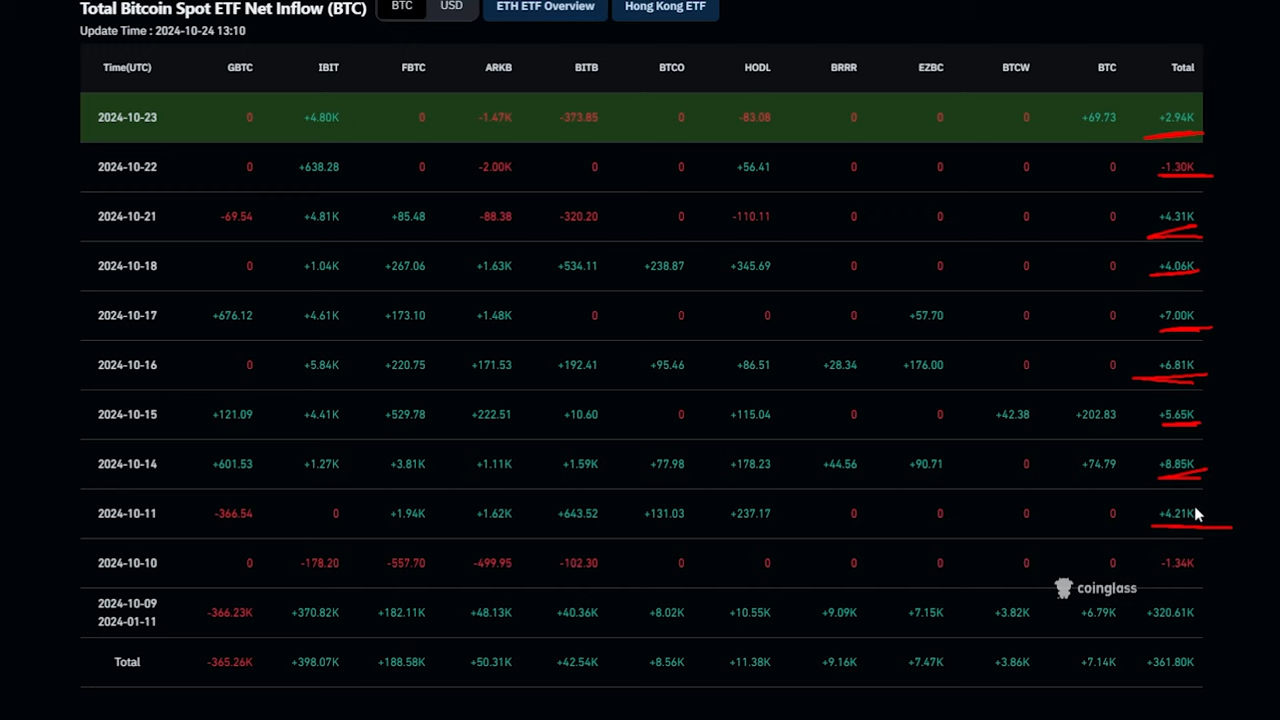 Total Bitcoin Spot ETF Net Inflow (BTC) BTC USD ETH ETF Overview Hong Kong ETF
Update Time : 2024-10-24 13:10
Time(UTC) GBTC IBIT FBTC ARKB BITB BTCO HODL BRRR EZBC BTCW BTC Total
2024-10-23 0 +4.80K 0 -1.47K -373.85 0 -83.08 0 0 0 +69.73 +2.94K
2024-10-22 0 +638.28 0 -2.00K 0 0 +56.41 0 0 0 0 -1.30K
2024-10-21 -69.54 +4.81K +85.48 -88.38 -320.20 0 -110.11 0 0 0 0 +4.31K
2024-10-18 0 +1.04K +267.06 +1.63K +534.11 +238.87 +345.69 0 0 0 0 +4.06K
2024-10-17 +676.12 +4.61K +173.10 +1.48K 0 0 0 0 +57.70 0 0 +7.00K
2024-10-16 0 +5.84K +220.75 +171.53 +192.41 +95.46 +86.51 +28.34 +176.00 0 0 +6.81K
2024-10-15 +121.09 +4.41K +529.78 +222.51 +10.60 0 +115.04 0 0 +42.38 +202.83 +5.65K
2024-10-14 +601.53 +1.27K +3.81K +1.11K +1.59K +77.98 +178.23 +44.56 +90.71 0 +74.79 +8.85K
2024-10-11 -366.54 0 +1.94K +1.62K +643.52 +131.03 +237.17 0 0 0 0 +4.21K
2024-10-10 0 -178.20 -557.70 -499.95 -102.30 0 0 0 0 0 0 -1.34K
coinglass
2024-10-09
2024-01-11 -366.23K +370.82K +182.11K +48.13K +40.36K +8.02K +10.55K +9.09K +7.15K +3.82K +6.79K +320.61K
Total -365.26K +398.07K +188.58K +50.31K +42.54K +8.56K +11.38K +9.16K +7.47K +3.86K +7.14K +361.80K